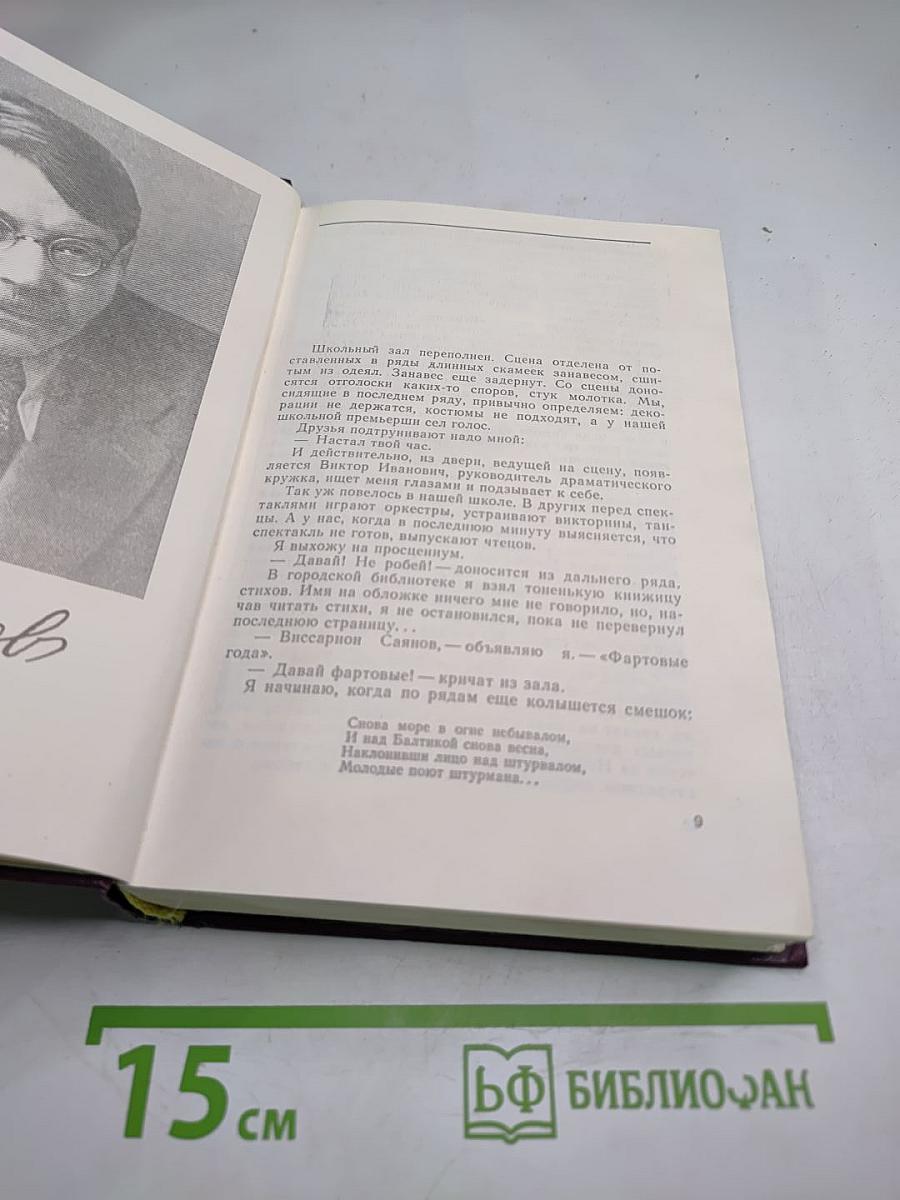 Школьный зал переполнен. Сцена отделена от по-
ставленных в ряды длинных скамеек занавесом, сши-
тым из одеял. Занавес еще задернут. Со сцены доно-
сятся отголоски каких-то споров, стук молотка. Мы,
сидящие в последнем ряду, привычно определяем: деко-
рации не держатся, костюмы не подходят, а у нашей
школьной премьерши сел голос.
Друзья подтрунивают надо мной:
— Настал твой час.
И действительно, из двери, ведущей на сцену, появ-
ляется Виктор Иванович, руководитель драматического
кружка, ищет меня глазами и подзывает к себе.
Так уж повелось в нашей школе. В других перед спек-
таклями играют оркестры, устраивают викторины, тан-
цы. А у нас, когда в последнюю минуту выясняется, что
спектакль не готов, выпускают чтецов.
Я выхожу на просцениум.
— Давай! Не робей! — доносится из дальнего ряда.
В городской библиотеке я взял тоненькую книжицу
стихов. Имя на обложке ничего мне не говорило, но, на-
чав читать стихи, я не остановился, пока не перевернул
последнюю страницу...
— Виссарион Саянов, — объявляю я. — «Фартовые
года».
— Давай фартовые! — кричат из зала.
Я начинаю, когда по рядам еще колышется смешок:
Снова море в огне небывалом,
И над Балтикой снова весна,
Наклонивши лицо над штурвалом,
Молодые поют штурмана...
9
15 см
БФ БИБЛИОФАН